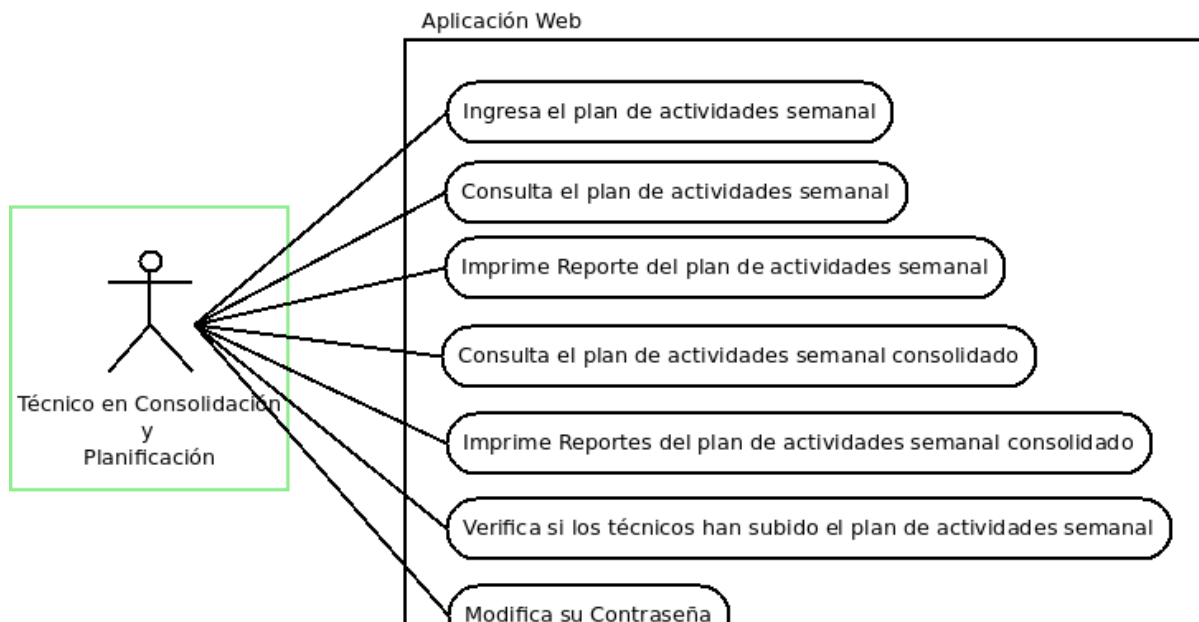 Aplicación Web
Ingresa el plan de actividades semanal
Consulta el plan de actividades semanal
Imprime Reporte del plan de actividades semanal
Consulta el plan de actividades semanal consolidado
Técnico en Consolidación
y
Planificación
Imprime Reportes del plan de actividades semanal consolidado
Verifica si los técnicos han subido el plan de actividades semanal
Modifica su Contraseña